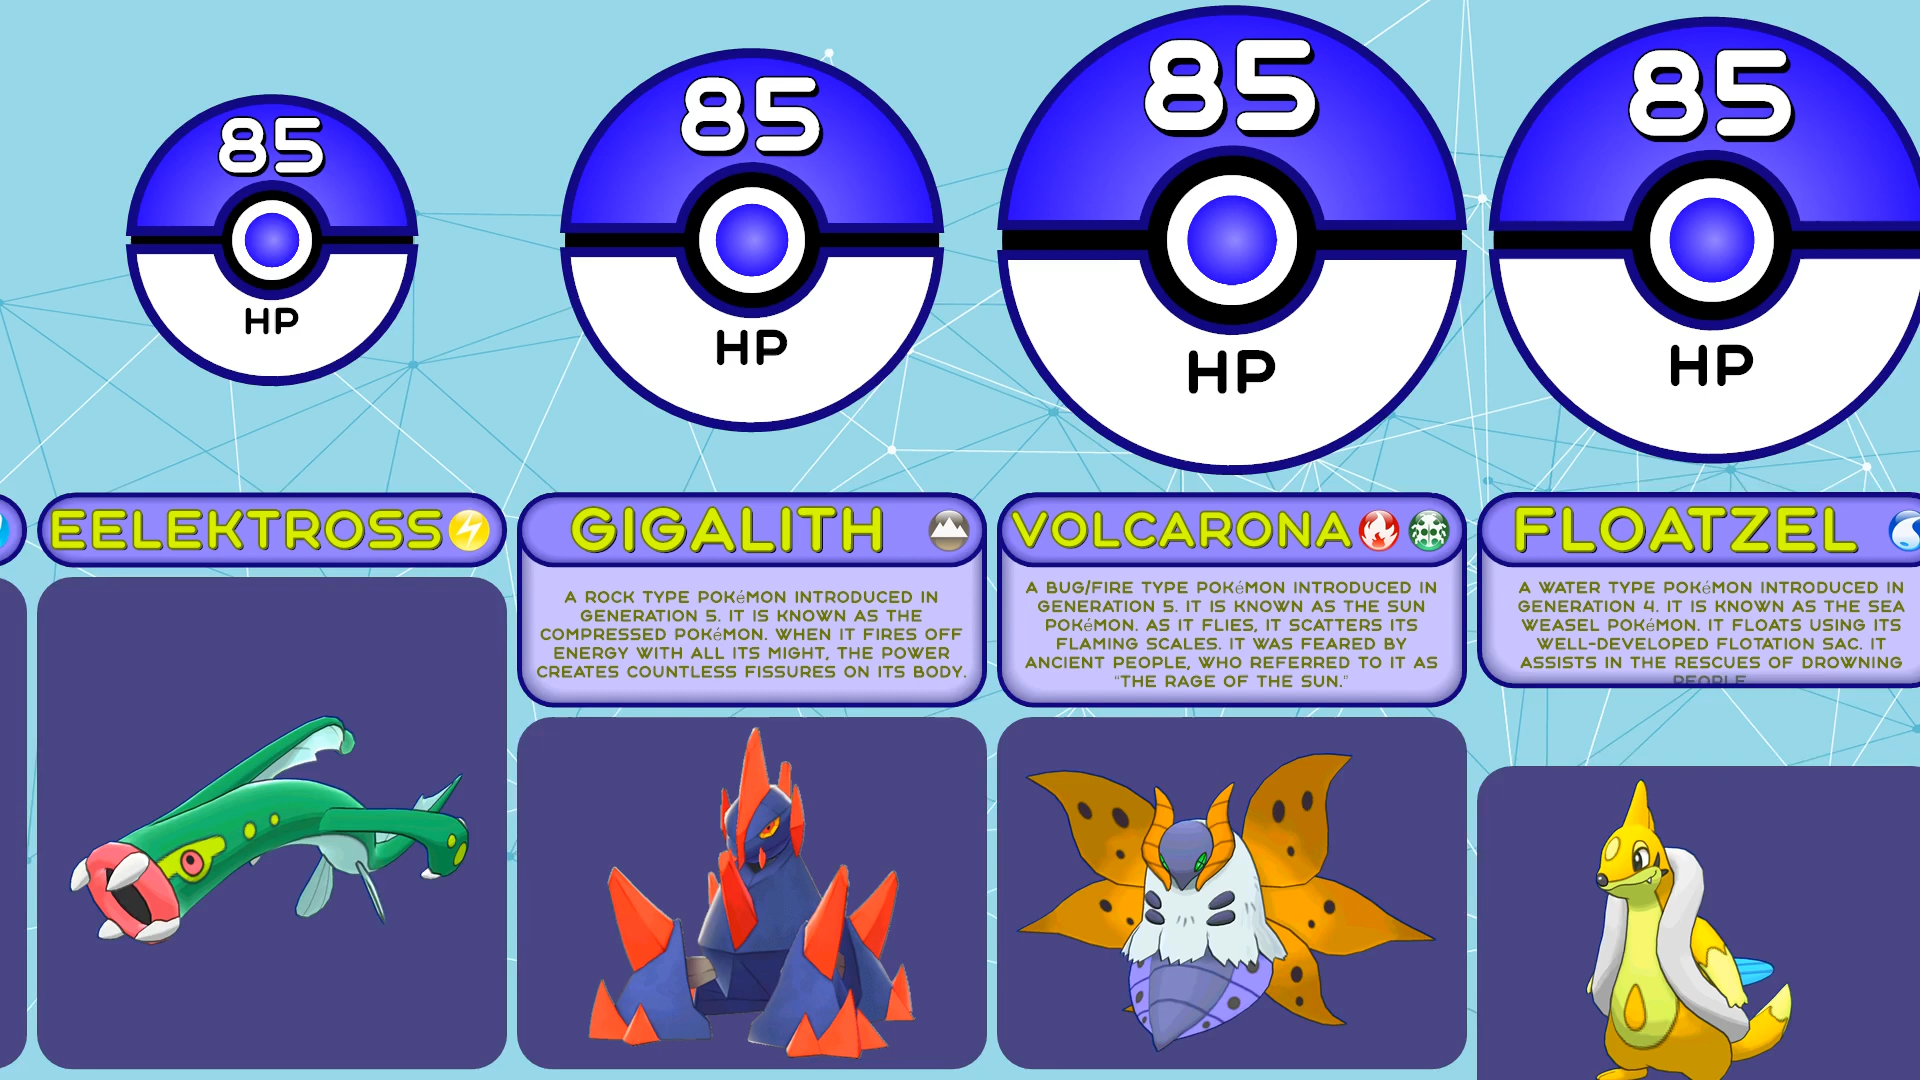 85
HP
85
HP
85
HP
85
HP
EELEKTROSS
GIGALITH
A ROCK TYPE POKéMON INTRODUCED IN
GENERATION 5. IT IS KNOWN AS THE
COMPRESSED POKéMON. WHEN IT FIRES OFF
ENERGY WITH ALL ITS MIGHT, THE POWER
CREATES COUNTLESS FISSURES ON ITS BODY.
VOLCARONA
A BUG/FIRE TYPE POKéMON INTRODUCED IN
GENERATION 5. IT IS KNOWN AS THE SUN
POKéMON. AS IT FLIES, IT SCATTERS ITS
FLAMING SCALES. IT WAS FEARED BY
ANCIENT PEOPLE, WHO REFERRED TO IT AS
"THE RAGE OF THE SUN."
FLOATZEL
A WATER TYPE POKéMON INTRODUCED IN
GENERATION 4. IT IS KNOWN AS THE SEA
WEASEL POKéMON. IT FLOATS USING ITS
WELL-DEVELOPED FLOTATION SAC. IT
ASSISTS IN THE RESCUES OF DROWNING
PEOPLE